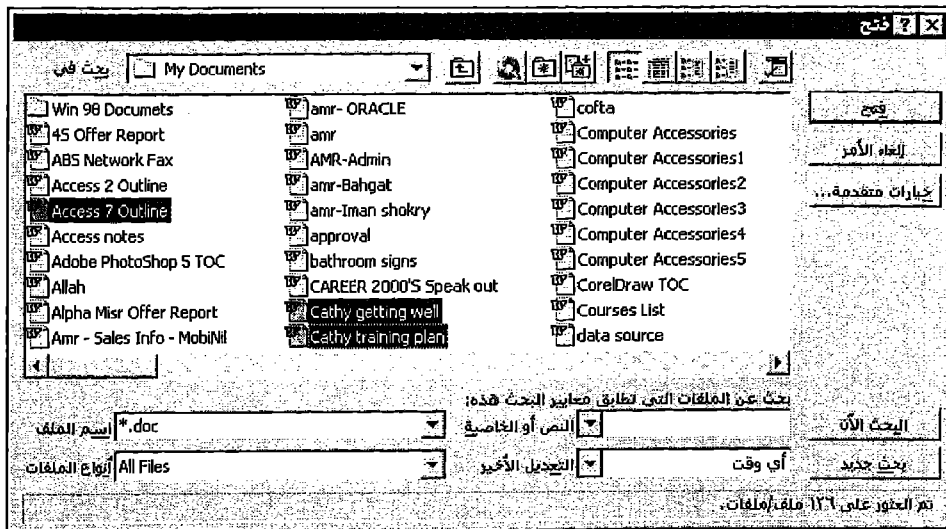 فتح
بحث في
My Documents
Win 98 Documets
45 Offer Report
ABS Network Fax
Access 2 Outline
Access 7 Outline
Access notes
Adobe PhotoShop 5 TOC
Allah
Alpha Misr Offer Report
Amr - Sales Info - MobiNil
amr- ORACLE
amr
AMR-Admin
amr-Bahgat
amr-Iman shokry
approval
bathroom signs
CAREER 2000'S Speak out
Cathy getting well
Cathy training plan
cofta
Computer Accessories
Computer Accessories1
Computer Accessories2
Computer Accessories3
Computer Accessories4
Computer Accessories5
CorelDraw TOC
Courses List
data source
فتح
إلغاء الأمر
خيارات متقدمة...
بحث عن الملفات التي تطابق معايير البحث هذه:
اسم الملف
*.doc
النص أو الخاصية
البحث الآن
أنواع الملفات
All Files
التعديل الأخير
أي وقت
بحث جديد
تم العثور على ١٢٦ ملف/ملفات.